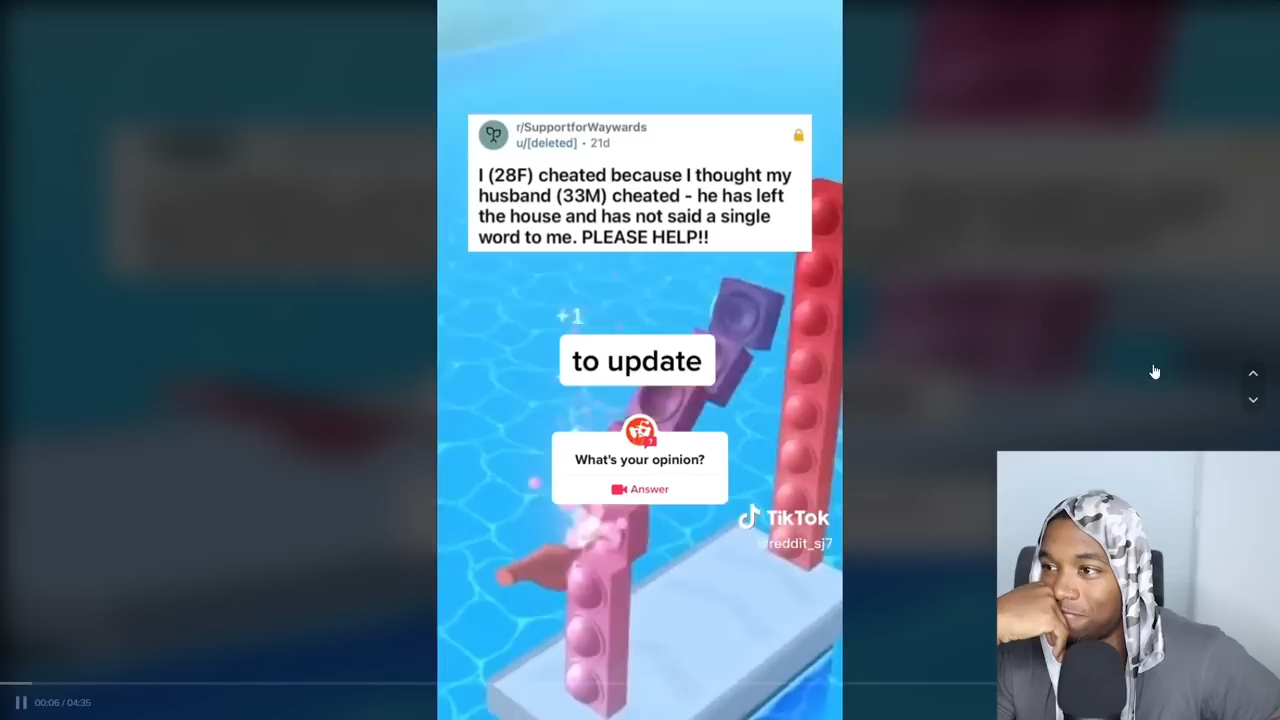 r/SupportforWaywards
u/[deleted] · 21d
I (28F) cheated because I thought my
husband (33M) cheated - he has left
the house and has not said a single
word to me. PLEASE HELP!!
+1
to update
What's your opinion?
Answer
TikTok
@reddit_sj7
00:06 / 04:35